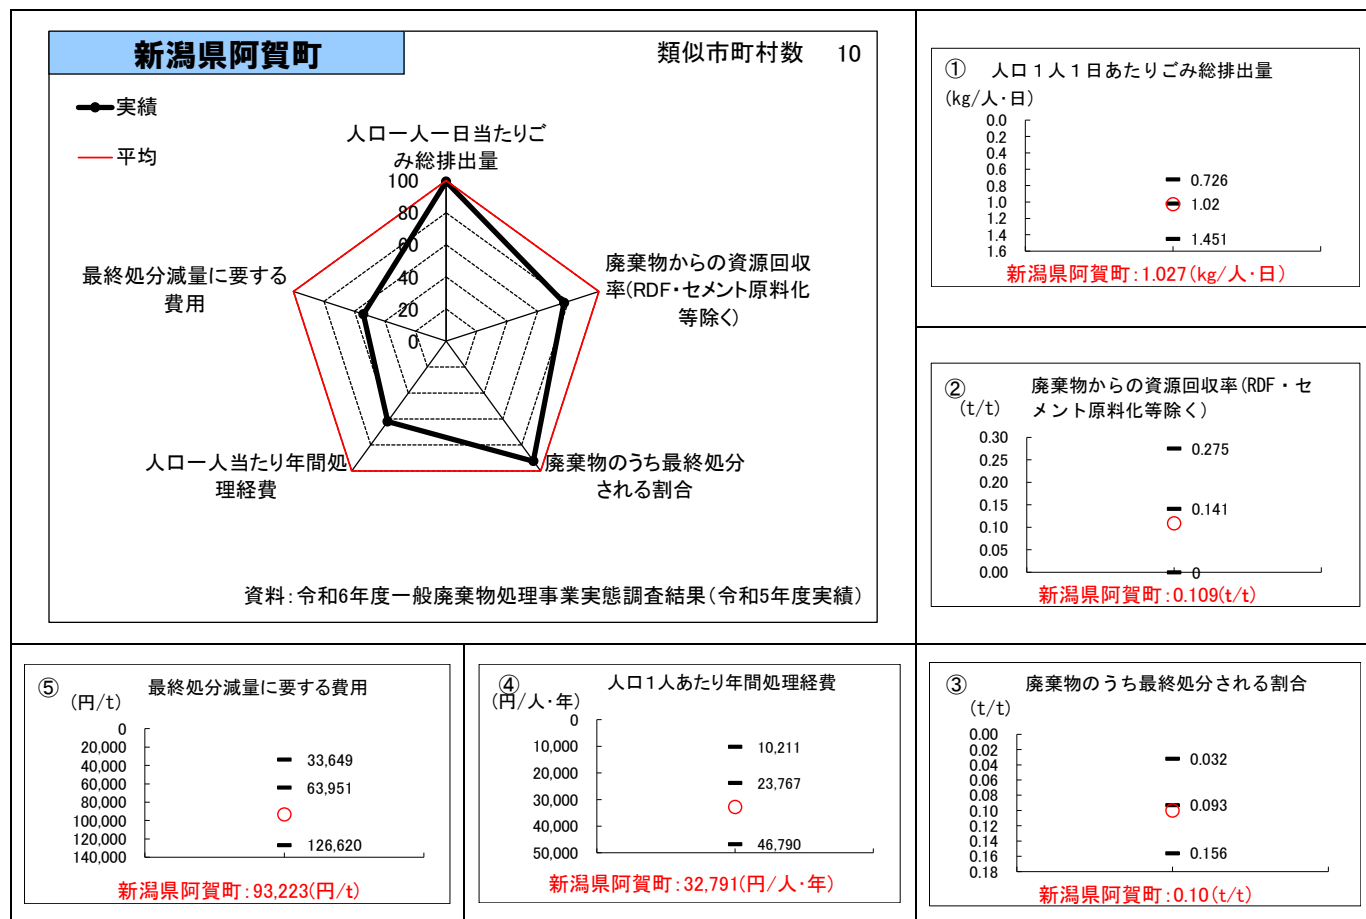 新潟県阿賀町
類似市町村数 10
実績
平均
人口一人一日当たりご
み総排出量
100
80
60
40
20
0
廃棄物からの資源回収
率(RDF・セメント原料化
等除く)
廃棄物のうち最終処分
される割合
人口一人当たり年間処
理経費
最終処分減量に要する
費用
資料:令和6年度一般廃棄物処理事業実態調査結果(令和5年度実績)
① 人口1人1日あたりごみ総排出量
(kg/人・日)
0.0
0.2
0.4
0.6
0.8
1.0
1.2
1.4
1.6
0.726
1.02
1.451
新潟県阿賀町:1.027(kg/人・日)
② 廃棄物からの資源回収率(RDF・セ
メント原料化等除く)
(t/t)
0.30
0.25
0.20
0.15
0.10
0.05
0.00
0.275
0.141
0
新潟県阿賀町:0.109(t/t)
⑤ 最終処分減量に要する費用
(円/t)
0
20,000
40,000
60,000
80,000
100,000
120,000
140,000
33,649
63,951
126,620
新潟県阿賀町:93,223(円/t)
④ 人口1人あたり年間処理経費
(円/人・年)
0
10,000
20,000
30,000
40,000
50,000
10,211
23,767
46,790
新潟県阿賀町:32,791(円/人・年)
③ 廃棄物のうち最終処分される割合
(t/t)
0.00
0.02
0.04
0.06
0.08
0.10
0.12
0.14
0.16
0.18
0.032
0.093
0.156
新潟県阿賀町:0.10(t/t)